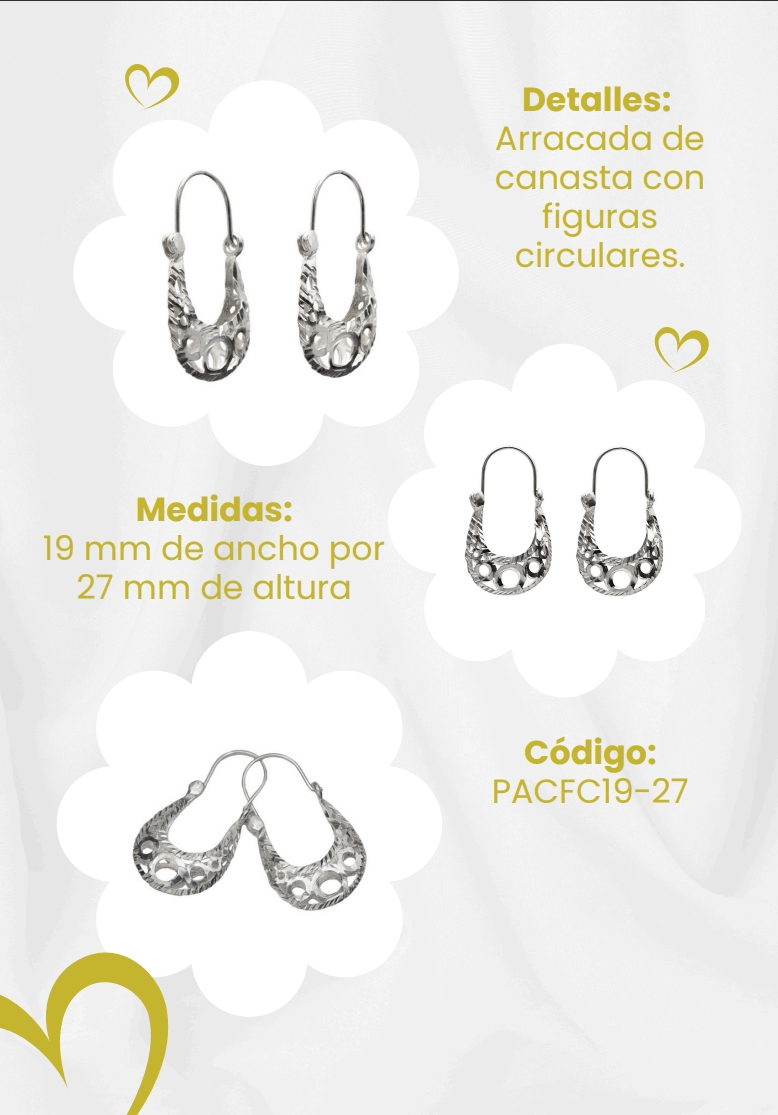 Detalles:
Arracada de
canasta con
figuras
circulares.
Medidas:
19 mm de ancho por
27 mm de altura
Código:
PACFC19-27